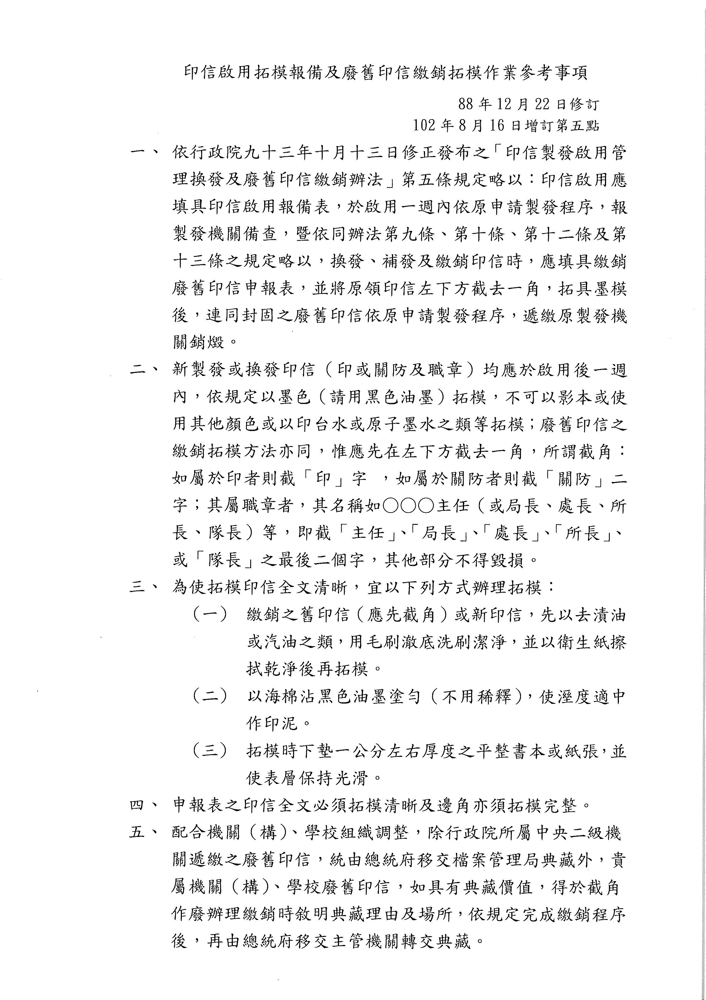 印信啟用拓模報備及廢舊印信繳銷拓模作業參考事項
88 年 12 月 22 日修訂
102 年 8 月 16 日增訂第五點
一、 依行政院九十三年十月十三日修正發布之「印信製發啟用管
理換發及廢舊印信繳銷辦法」第五條規定略以：印信啟用應
填具印信啟用報備表，於啟用一週內依原申請製發程序，報
製發機關備查，暨依同辦法第九條、第十條、第十二條及第
十三條之規定略以，換發、補發及繳銷印信時，應填具繳銷
廢舊印信申報表，並將原領印信左下方截去一角，拓具墨模
後，連同封固之廢舊印信依原申請製發程序，遞繳原製發機
關銷燬。
二、 新製發或換發印信（印或關防及職章）均應於啟用後一週
內，依規定以墨色（請用黑色油墨）拓模，不可以影本或使
用其他顏色或以印台水或原子墨水之類等拓模；廢舊印信之
繳銷拓模方法亦同，惟應先在左下方截去一角，所謂截角：
如屬於印者則截「印」字 ，如屬於關防者則截「關防」二
字；其屬職章者，其名稱如○○○主任（或局長、處長、所
長、隊長）等，即截「主任」、「局長」、「處長」、「所長」、
或「隊長」之最後二個字，其他部分不得毀損。
三、 為使拓模印信全文清晰，宜以下列方式辦理拓模：
（一） 繳銷之舊印信（應先截角）或新印信，先以去漬油
或汽油之類，用毛刷澈底洗刷潔淨，並以衛生紙擦
拭乾淨後再拓模。
（二） 以海棉沾黑色油墨塗勻（不用稀釋），使溼度適中
作印泥。
（三） 拓模時下墊一公分左右厚度之平整書本或紙張，並
使表層保持光滑。
四、 申報表之印信全文必須拓模清晰及邊角亦須拓模完整。
五、 配合機關（構）、學校組織調整，除行政院所屬中央二級機
關遞繳之廢舊印信，統由總統府移交檔案管理局典藏外，貴
屬機關（構）、學校廢舊印信，如具有典藏價值，得於截角
作廢辦理繳銷時敘明典藏理由及場所，依規定完成繳銷程序
後，再由總統府移交主管機關轉交典藏。